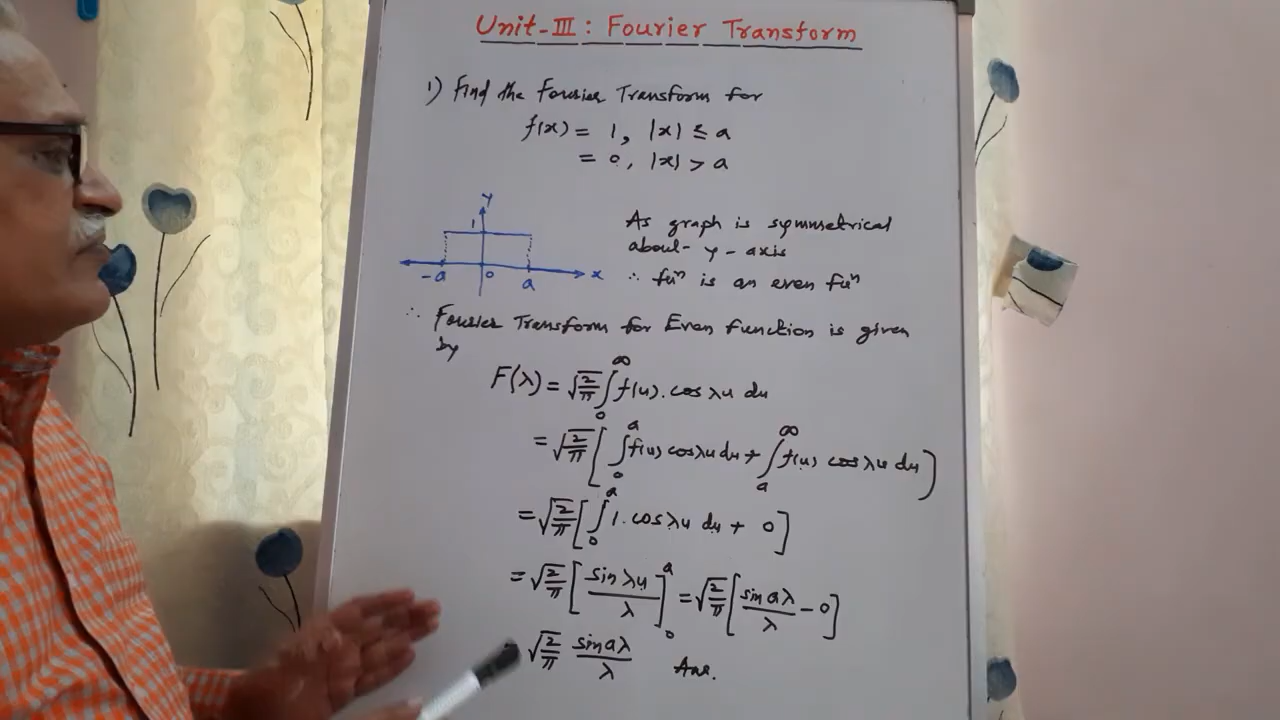 Unit-III : Fourier Transform
1) Find the Fourier Transform for
f(x) = 1, |x| ≤ a
= 0, |x| > a
y
1
-a 0 a x
As graph is symmetrical
about y-axis
∴ fuⁿ is an even fuⁿ
∴ Fourier Transform for Even function is given
by
F(λ) = √(2/π) ∫₀^∞ f(u). cos λu du
= √(2/π) [ ∫₀^a f(u) cos λu du + ∫ₐ^∞ f(u) cos λu du ]
= √(2/π) [ ∫₀^a 1. cos λu du + 0 ]
= √(2/π) [ sin λu / λ ]₀^a = √(2/π) [ sin aλ / λ - 0 ]
√(2/π) sin aλ / λ Ans.